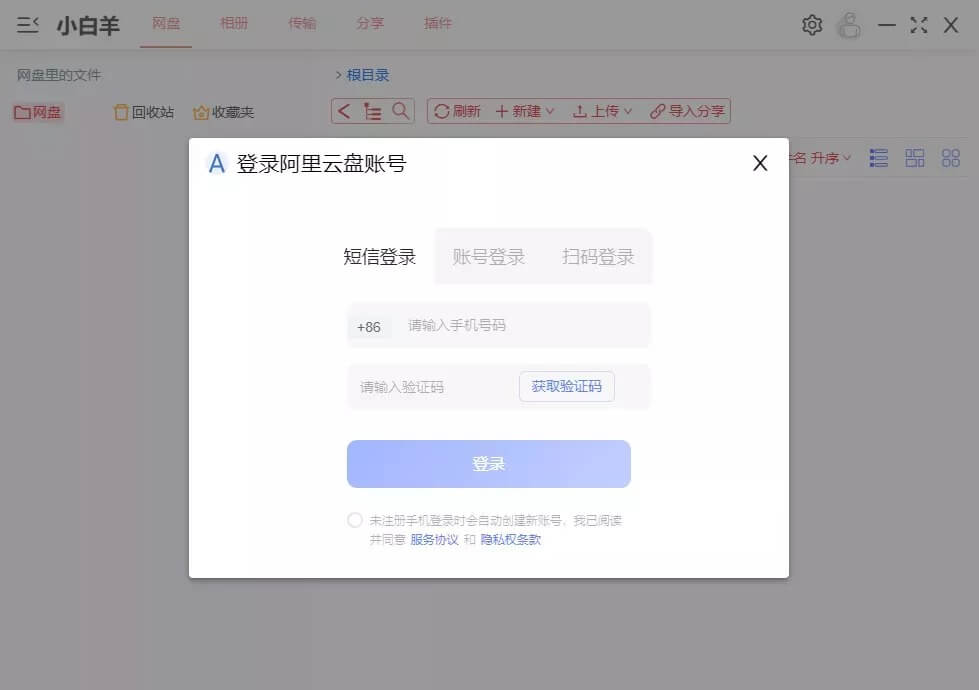 小白羊 网盘 相册 传输 分享 插件
网盘里的文件
> 根目录
网盘 回收站 收藏夹
刷新 新建 上传 导入分享
名 升序
登录阿里云盘账号
短信登录 账号登录 扫码登录
+86 请输入手机号码
请输入验证码 获取验证码
登录
未注册手机登录时会自动创建新账号，我已阅读
并同意 服务协议 和 隐私权条款